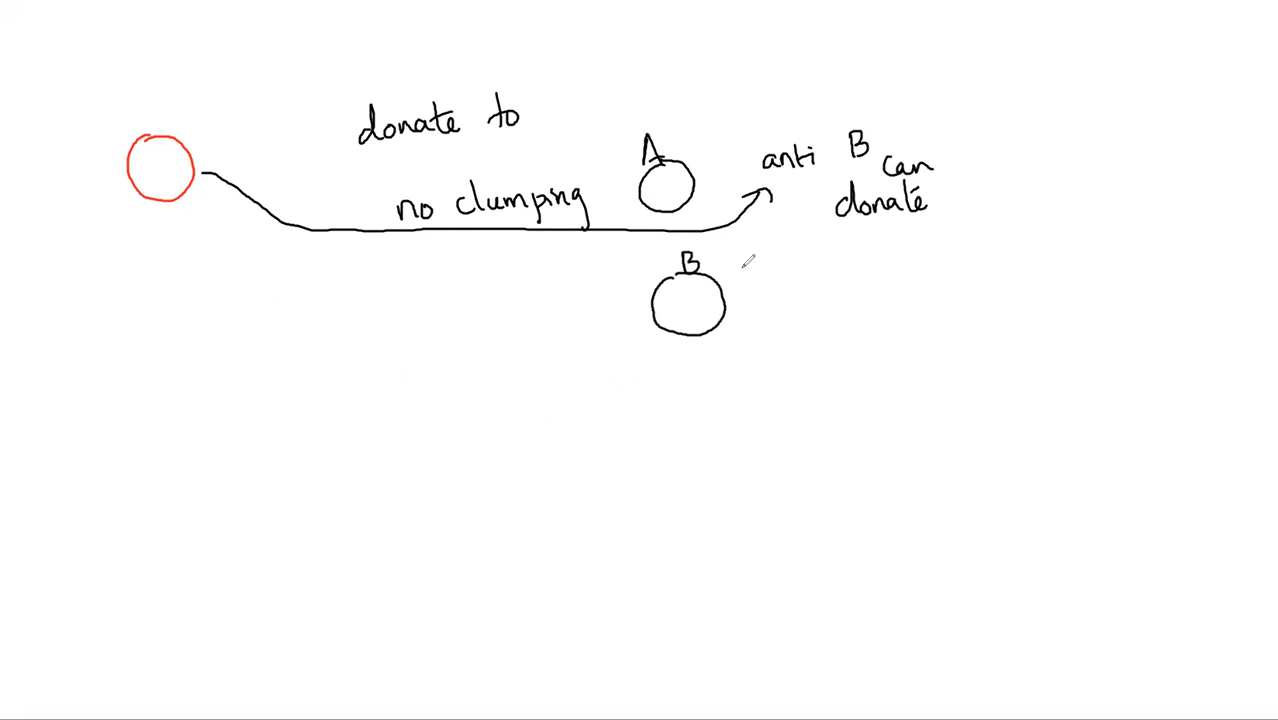 donate to
A
anti B can
donate
no clumping
B